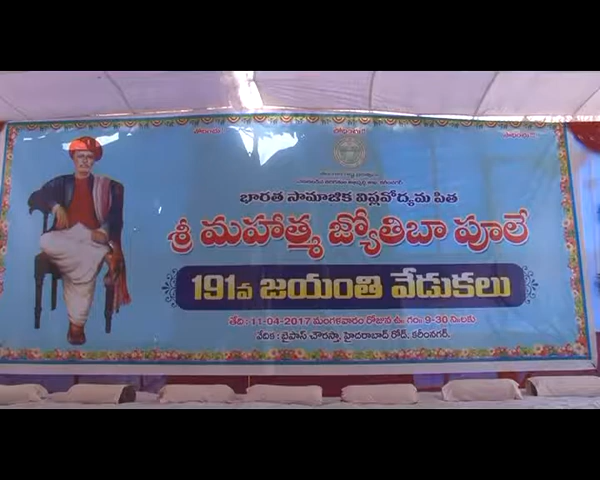 భారత సామాజిక విప్లవోద్యమ పిత
శ్రీ మహాత్మ జ్యోతిబా పూలే
191వ జయంతి వేడుకలు
తేది : 11-04-2017 మంగళవారం రోజున ఉ. గం. 9-30 ని॥లకు
వేదిక : బైపాస్ చౌరస్తా, హైదరాబాద్ రోడ్, కరీంనగర్.